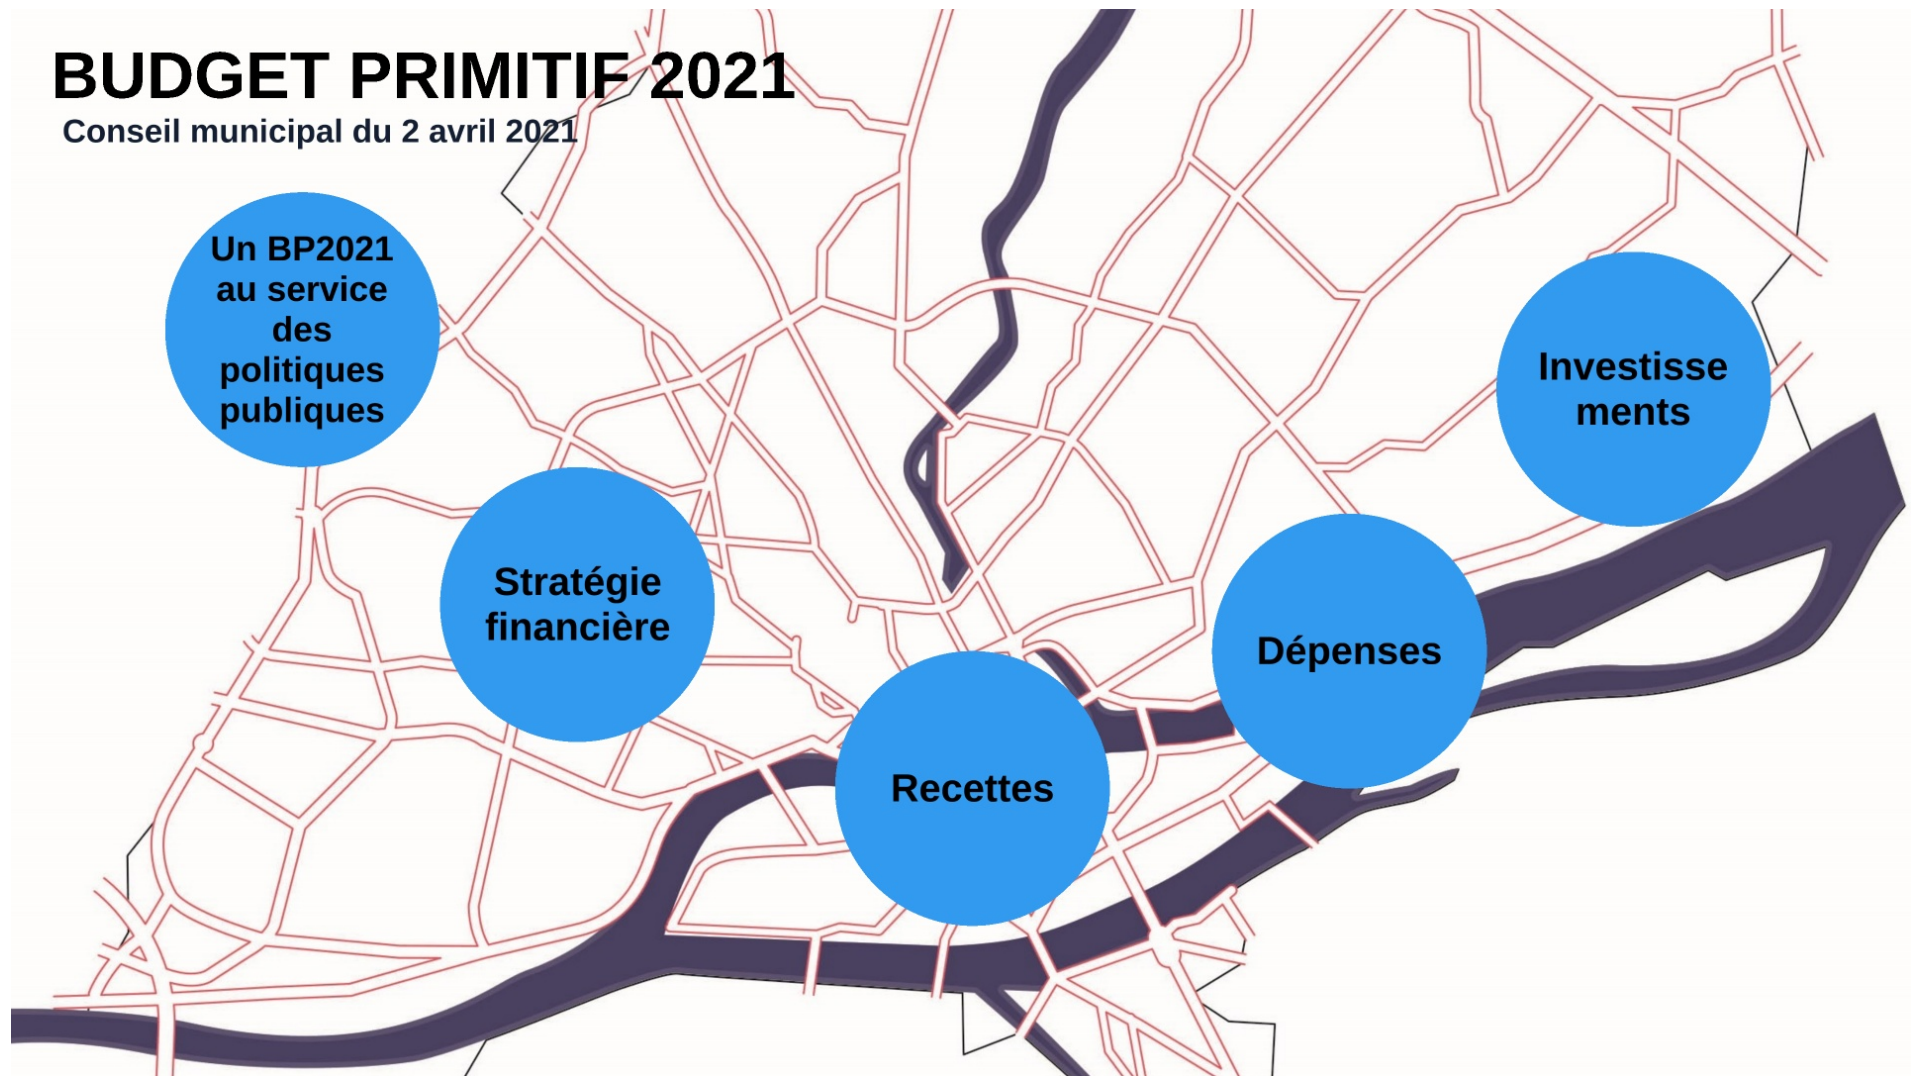 BUDGET PRIMITIF 2021
Conseil municipal du 2 avril 2021
Un BP2021
au service
des
politiques
publiques
Stratégie
financière
Recettes
Dépenses
Investisse
ments